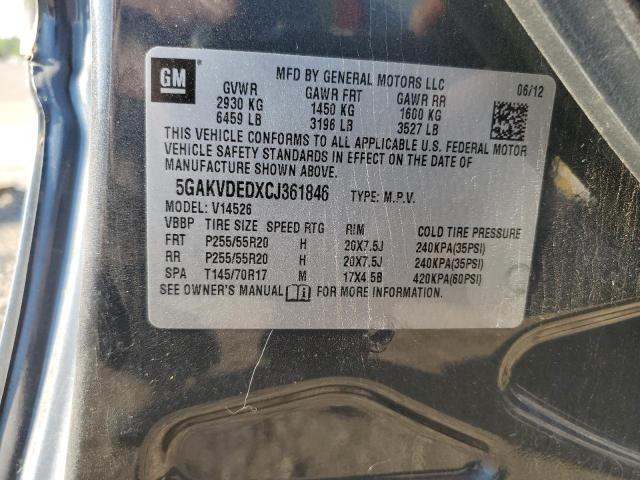 GM
MFD BY GENERAL MOTORS LLC 06/12
GVWR GAWR FRT GAWR RR
2930 KG 1450 KG 1600 KG
6459 LB 3196 LB 3527 LB
THIS VEHICLE CONFORMS TO ALL APPLICABLE U.S. FEDERAL MOTOR
VEHICLE SAFETY STANDARDS IN EFFECT ON THE DATE OF
MANUFACTURE SHOWN ABOVE.
5GAKVDEDXCJ361846 TYPE: M.P.V.
MODEL: V14526
VBBP TIRE SIZE SPEED RTG RIM COLD TIRE PRESSURE
FRT P255/55R20 H 20X7.5J 240KPA(35PSI)
RR P255/55R20 H 20X7.5J 240KPA(35PSI)
SPA T145/70R17 M 17X4.5B 420KPA(60PSI)
SEE OWNER'S MANUAL FOR MORE INFORMATION.